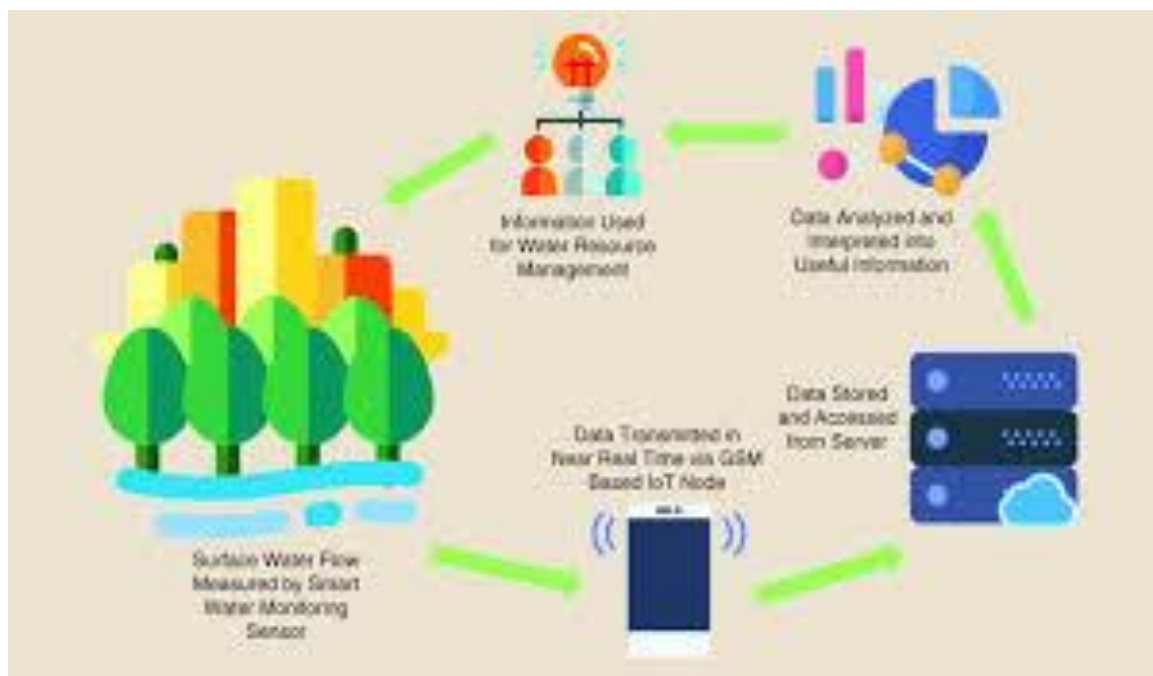 Information Used
for Water Resource
Management
Data Analyzed and
Interpreted into
Useful Information
Data Stored
and Accessed
from Server
Data Transmitted in
Near Real Time via GSM
Based IoT Node
Surface Water Flow
Measured by Smart
Water Monitoring
Sensor